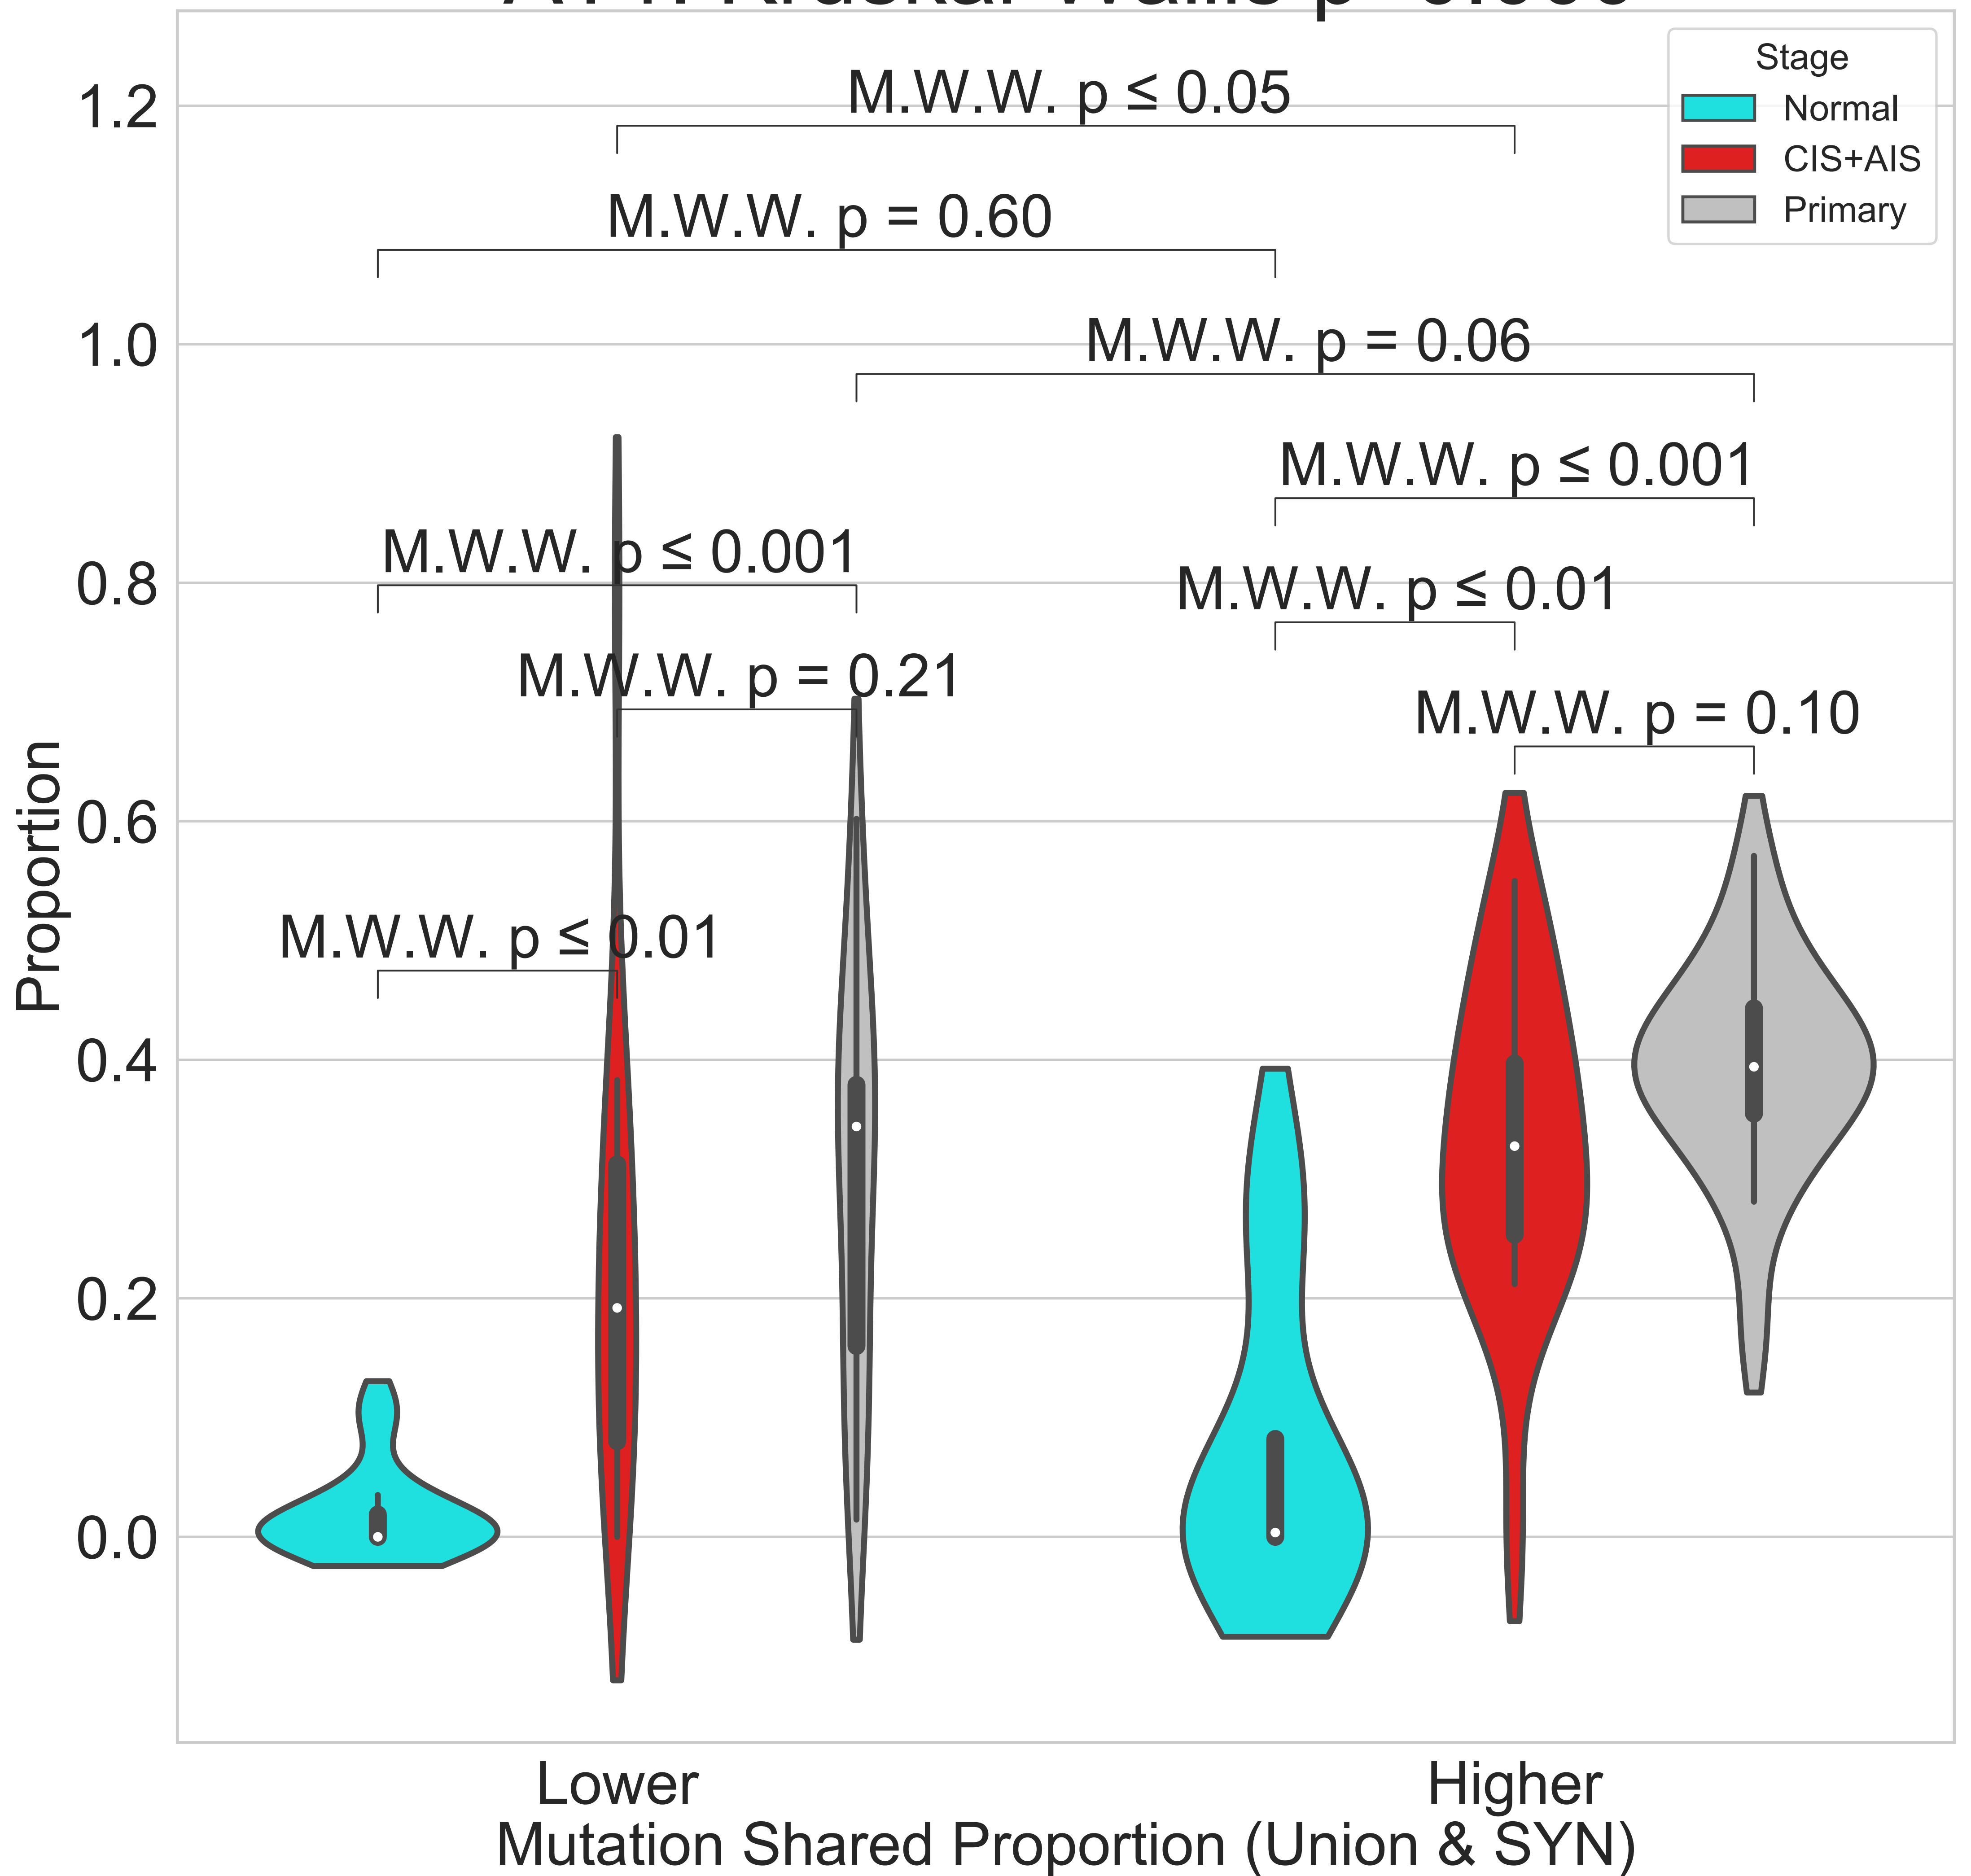 Stage
Normal
CIS+AIS
Primary
M.W.W. p ≤ 0.05
M.W.W. p = 0.60
M.W.W. p = 0.06
M.W.W. p ≤ 0.001
M.W.W. p ≤ 0.001
M.W.W. p ≤ 0.01
M.W.W. p = 0.21
M.W.W. p = 0.10
M.W.W. p ≤ 0.01
1.2
1.0
0.8
0.6
0.4
0.2
0.0
Proportion
Lower
Higher
Mutation Shared Proportion (Union & SYN)